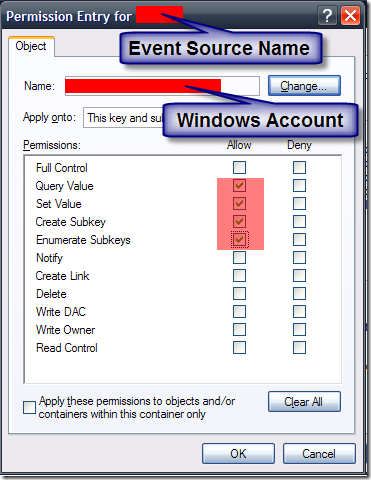 Permission Entry for
Event Source Name
Object
Name:
Change...
Windows Account
Apply onto:
This key and sub
Permissions:
Allow
Deny
Full Control
Query Value
Set Value
Create Subkey
Enumerate Subkeys
Notify
Create Link
Delete
Write DAC
Write Owner
Read Control
Apply these permissions to objects and/or
containers within this container only
Clear All
OK
Cancel